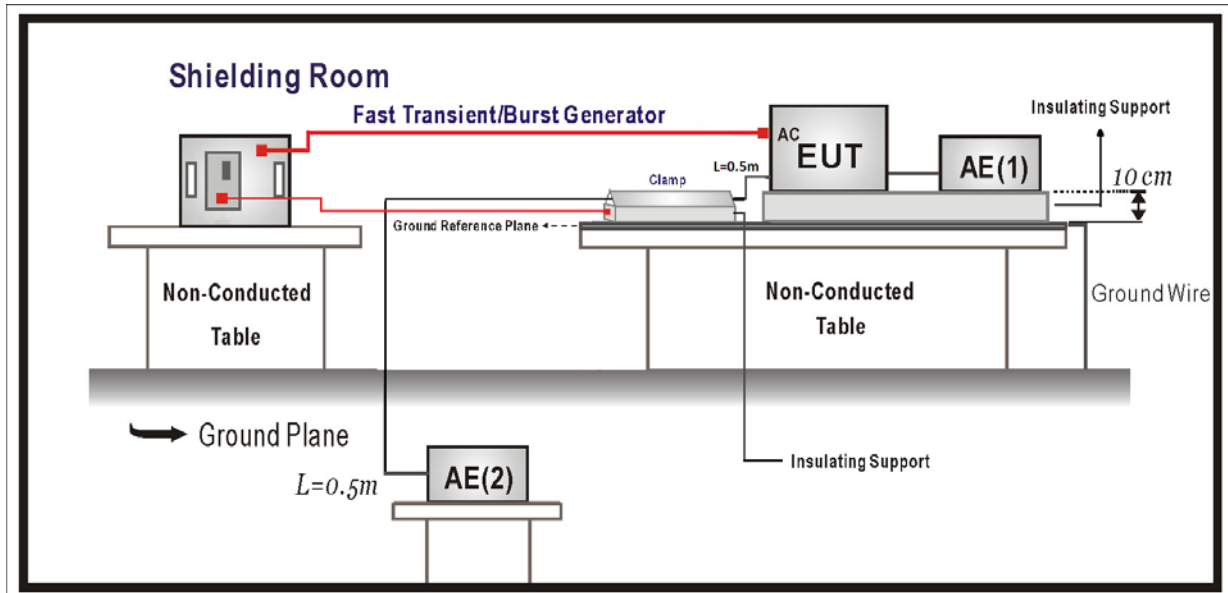 Shielding Room
Fast Transient/Burst Generator
Insulating Support
AC
EUT
AE(1)
L=0.5m
10 cm
Clamp
Ground Reference Plane
Non-Conducted
Table
Non-Conducted
Table
Ground Wire
Ground Plane
Insulating Support
L=0.5m
AE(2)